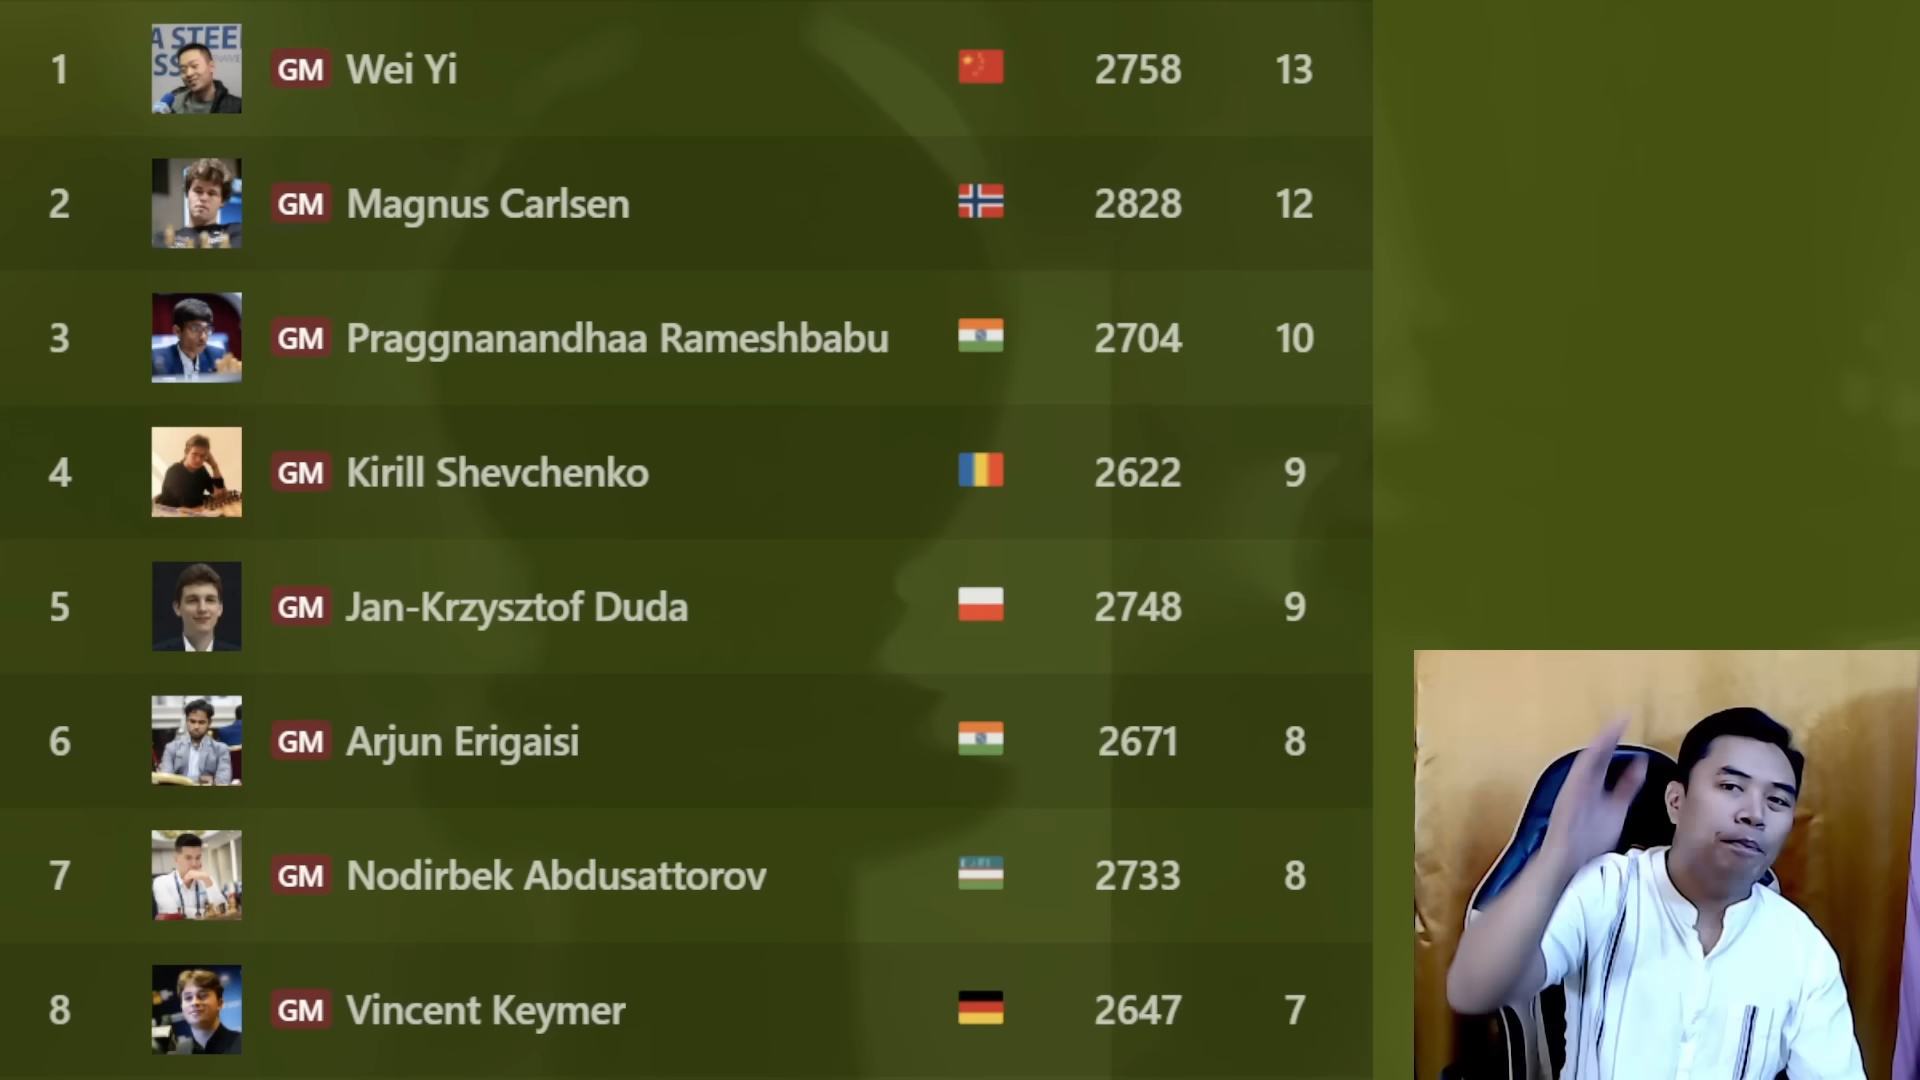 1 A STEE SS GM Wei Yi 2758 13
2 GM Magnus Carlsen 2828 12
3 GM Praggnanandhaa Rameshbabu 2704 10
4 GM Kirill Shevchenko 2622 9
5 GM Jan-Krzysztof Duda 2748 9
6 GM Arjun Erigaisi 2671 8
7 GM Nodirbek Abdusattorov 2733 8
8 GM Vincent Keymer 2647 7